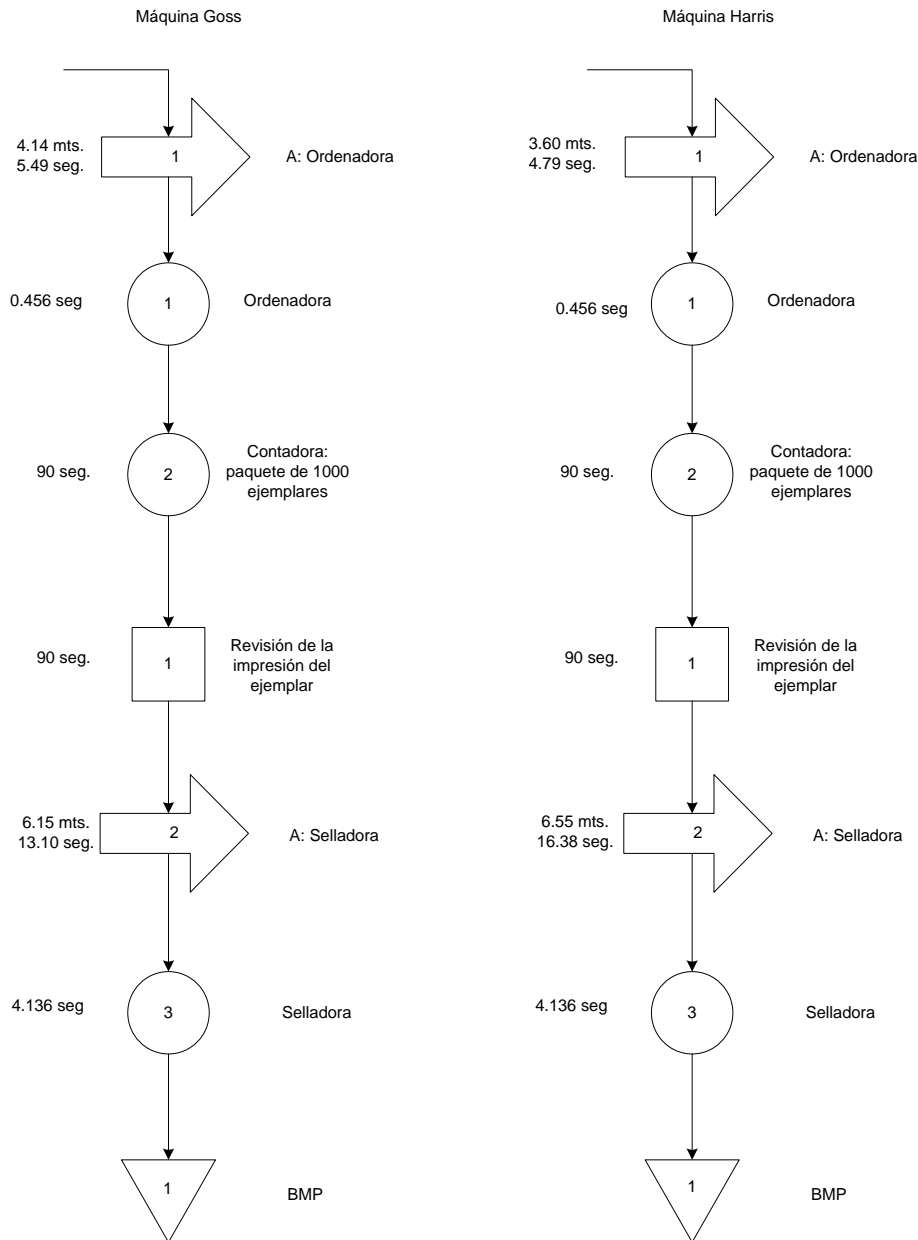 Máquina Goss
4.14 mts.
5.49 seg.
1
A: Ordenadora
0.456 seg
1
Ordenadora
90 seg.
2
Contadora:
paquete de 1000
ejemplares
90 seg.
1
Revisión de la
impresión del
ejemplar
6.15 mts.
13.10 seg.
2
A: Selladora
4.136 seg
3
Selladora
1
BMP
Máquina Harris
3.60 mts.
4.79 seg.
1
A: Ordenadora
0.456 seg
1
Ordenadora
90 seg.
2
Contadora:
paquete de 1000
ejemplares
90 seg.
1
Revisión de la
impresión del
ejemplar
6.55 mts.
16.38 seg.
2
A: Selladora
4.136 seg
3
Selladora
1
BMP